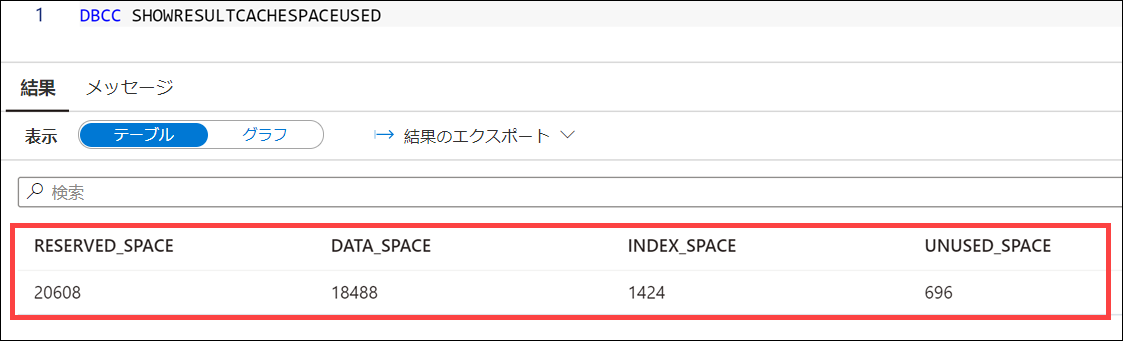 1 DBCC SHOWRESULTCACHESPACEUSED
結果 メッセージ
表示 テーブル グラフ 結果のエクスポート
検索
RESERVED_SPACE DATA_SPACE INDEX_SPACE UNUSED_SPACE
20608 18488 1424 696